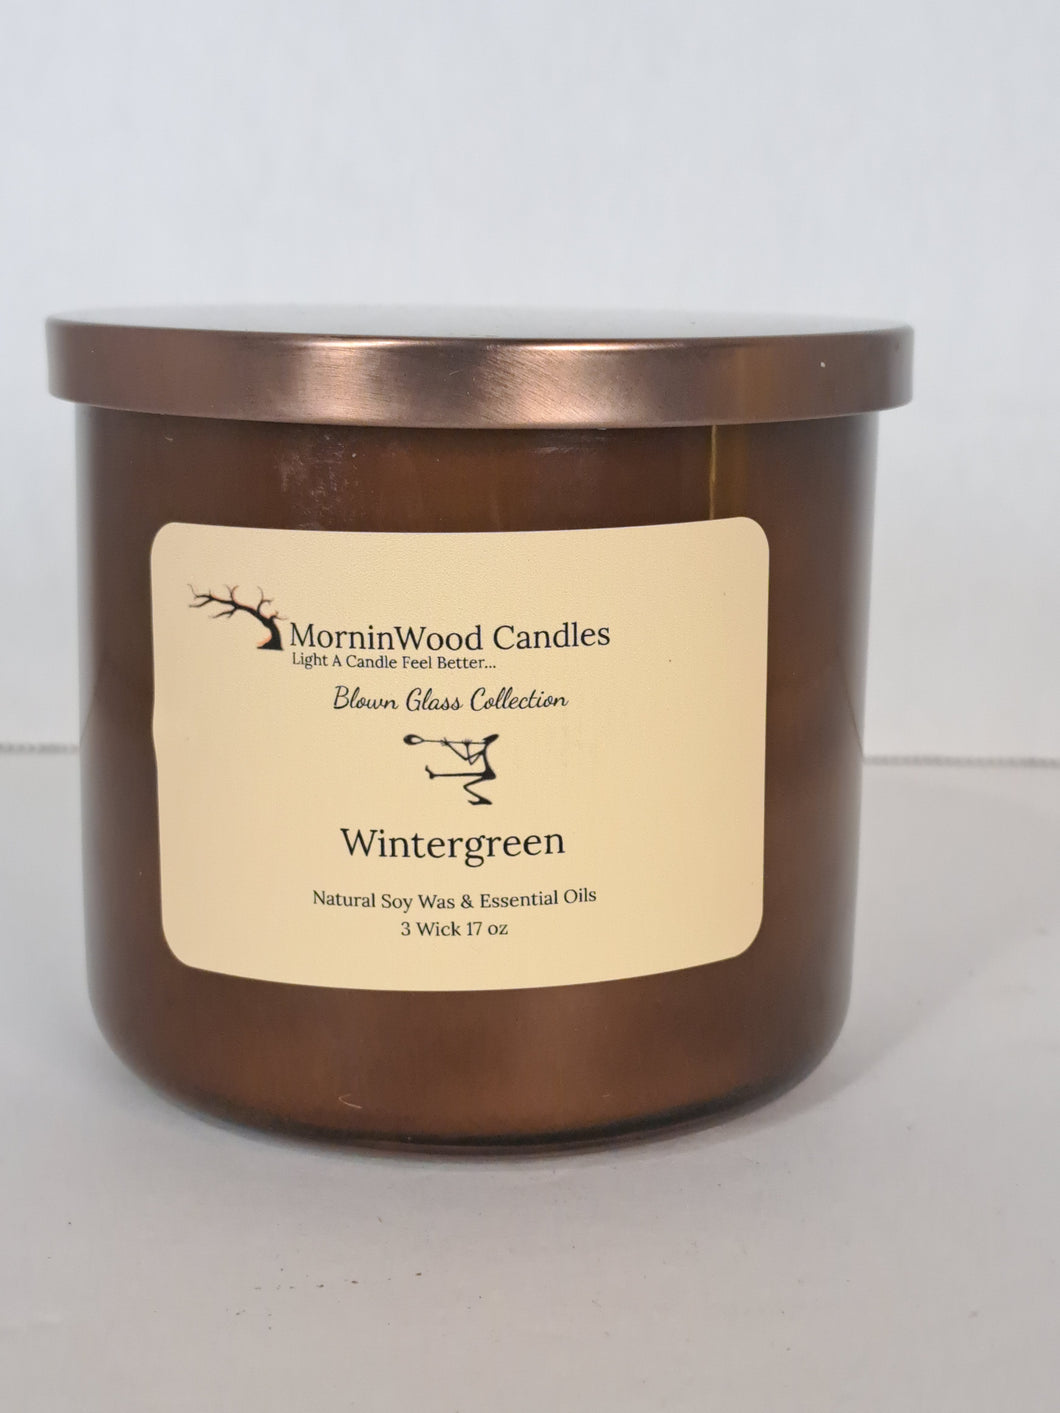 MorninWood Candles
Light A Candle Feel Better...
Blown Glass Collection
Wintergreen
Natural Soy Was & Essential Oils
3 Wick 17 oz